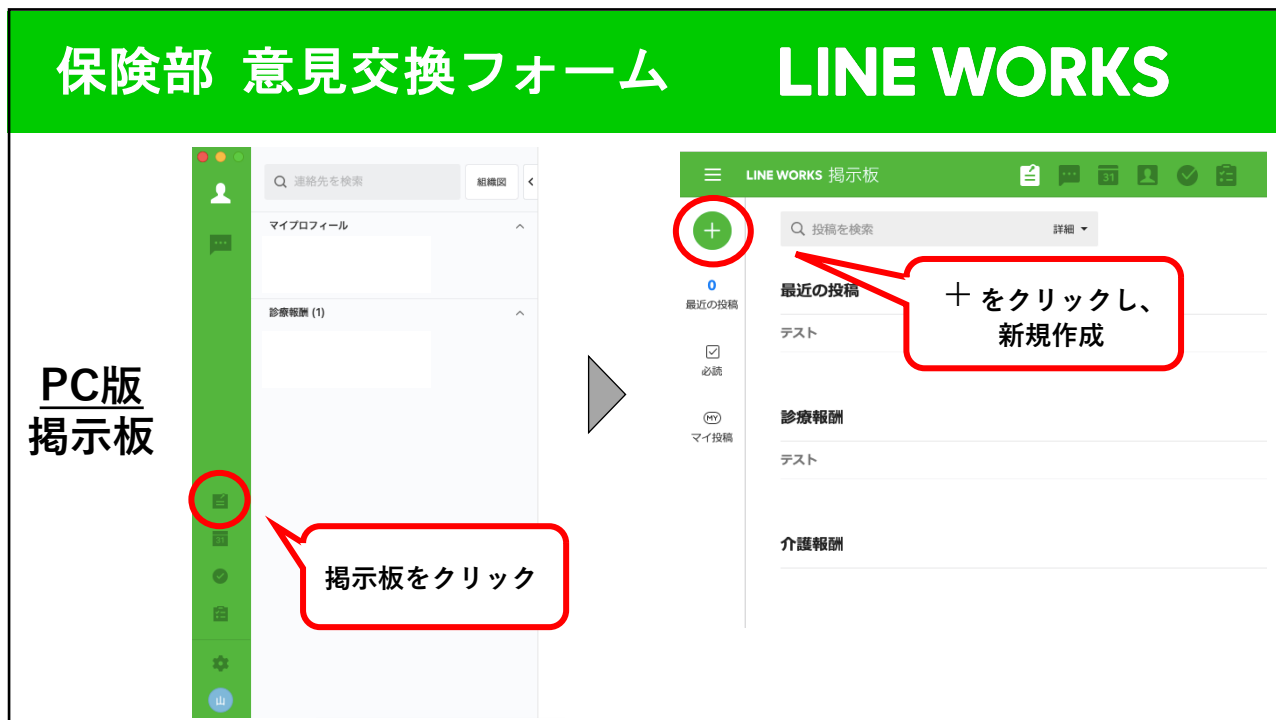 保険部 意見交換フォーム
LINE WORKS
PC版
掲示板
連絡先を検索
組織図
マイプロフィール
診療報酬 (1)
31
山
掲示板をクリック
LINE WORKS 掲示板
31
投稿を検索
詳細
0
最近の投稿
必読
MY
マイ投稿
最近の投稿
テスト
診療報酬
テスト
介護報酬
＋ をクリックし、
新規作成